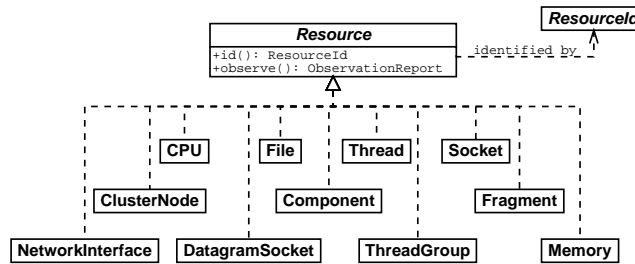 ResourceId
Resource
+id(): ResourceId
+observe(): ObservationReport
identified by
CPU
File
Thread
Socket
ClusterNode
Component
Fragment
NetworkInterface
DatagramSocket
ThreadGroup
Memory